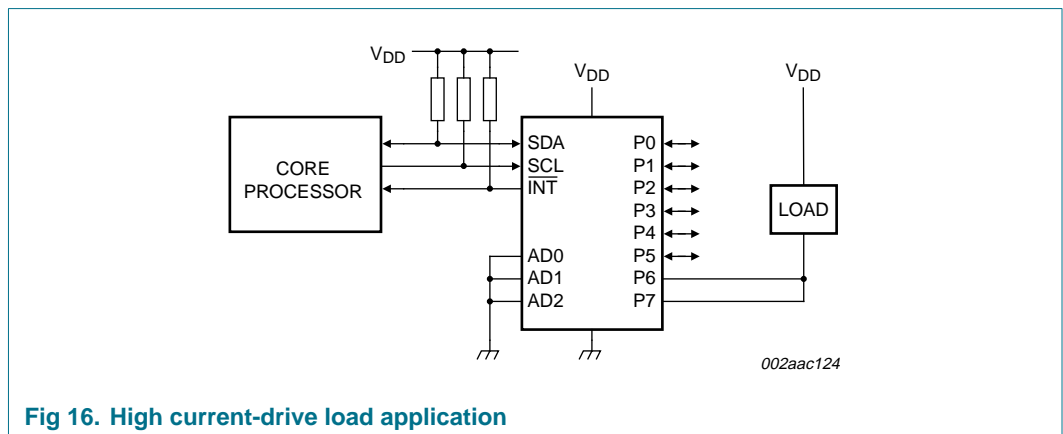 VDD
VDD
VDD
CORE
PROCESSOR
SDA
SCL
INT
AD0
AD1
AD2
P0
P1
P2
P3
P4
P5
P6
P7
LOAD
002aac124
Fig 16. High current-drive load application